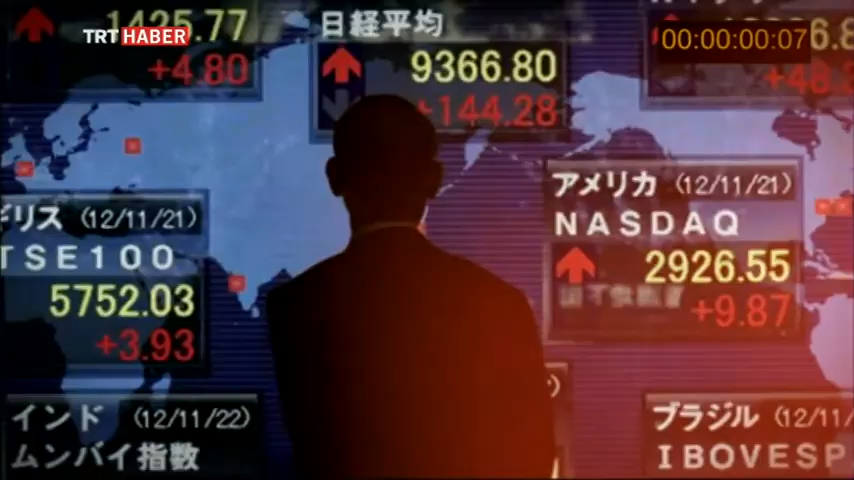 1425.77
+4.80
TRT HABER
日経平均
9366.80
+144.28
00:00:00:07
アメリカ (12/11/21)
NASDAQ
2926.55
+9.87
ギリス (12/11/21)
TSE100
5752.03
+3.93
インド (12/11/22)
ムンバイ指数
ブラジル (12/11/
IBOVESP